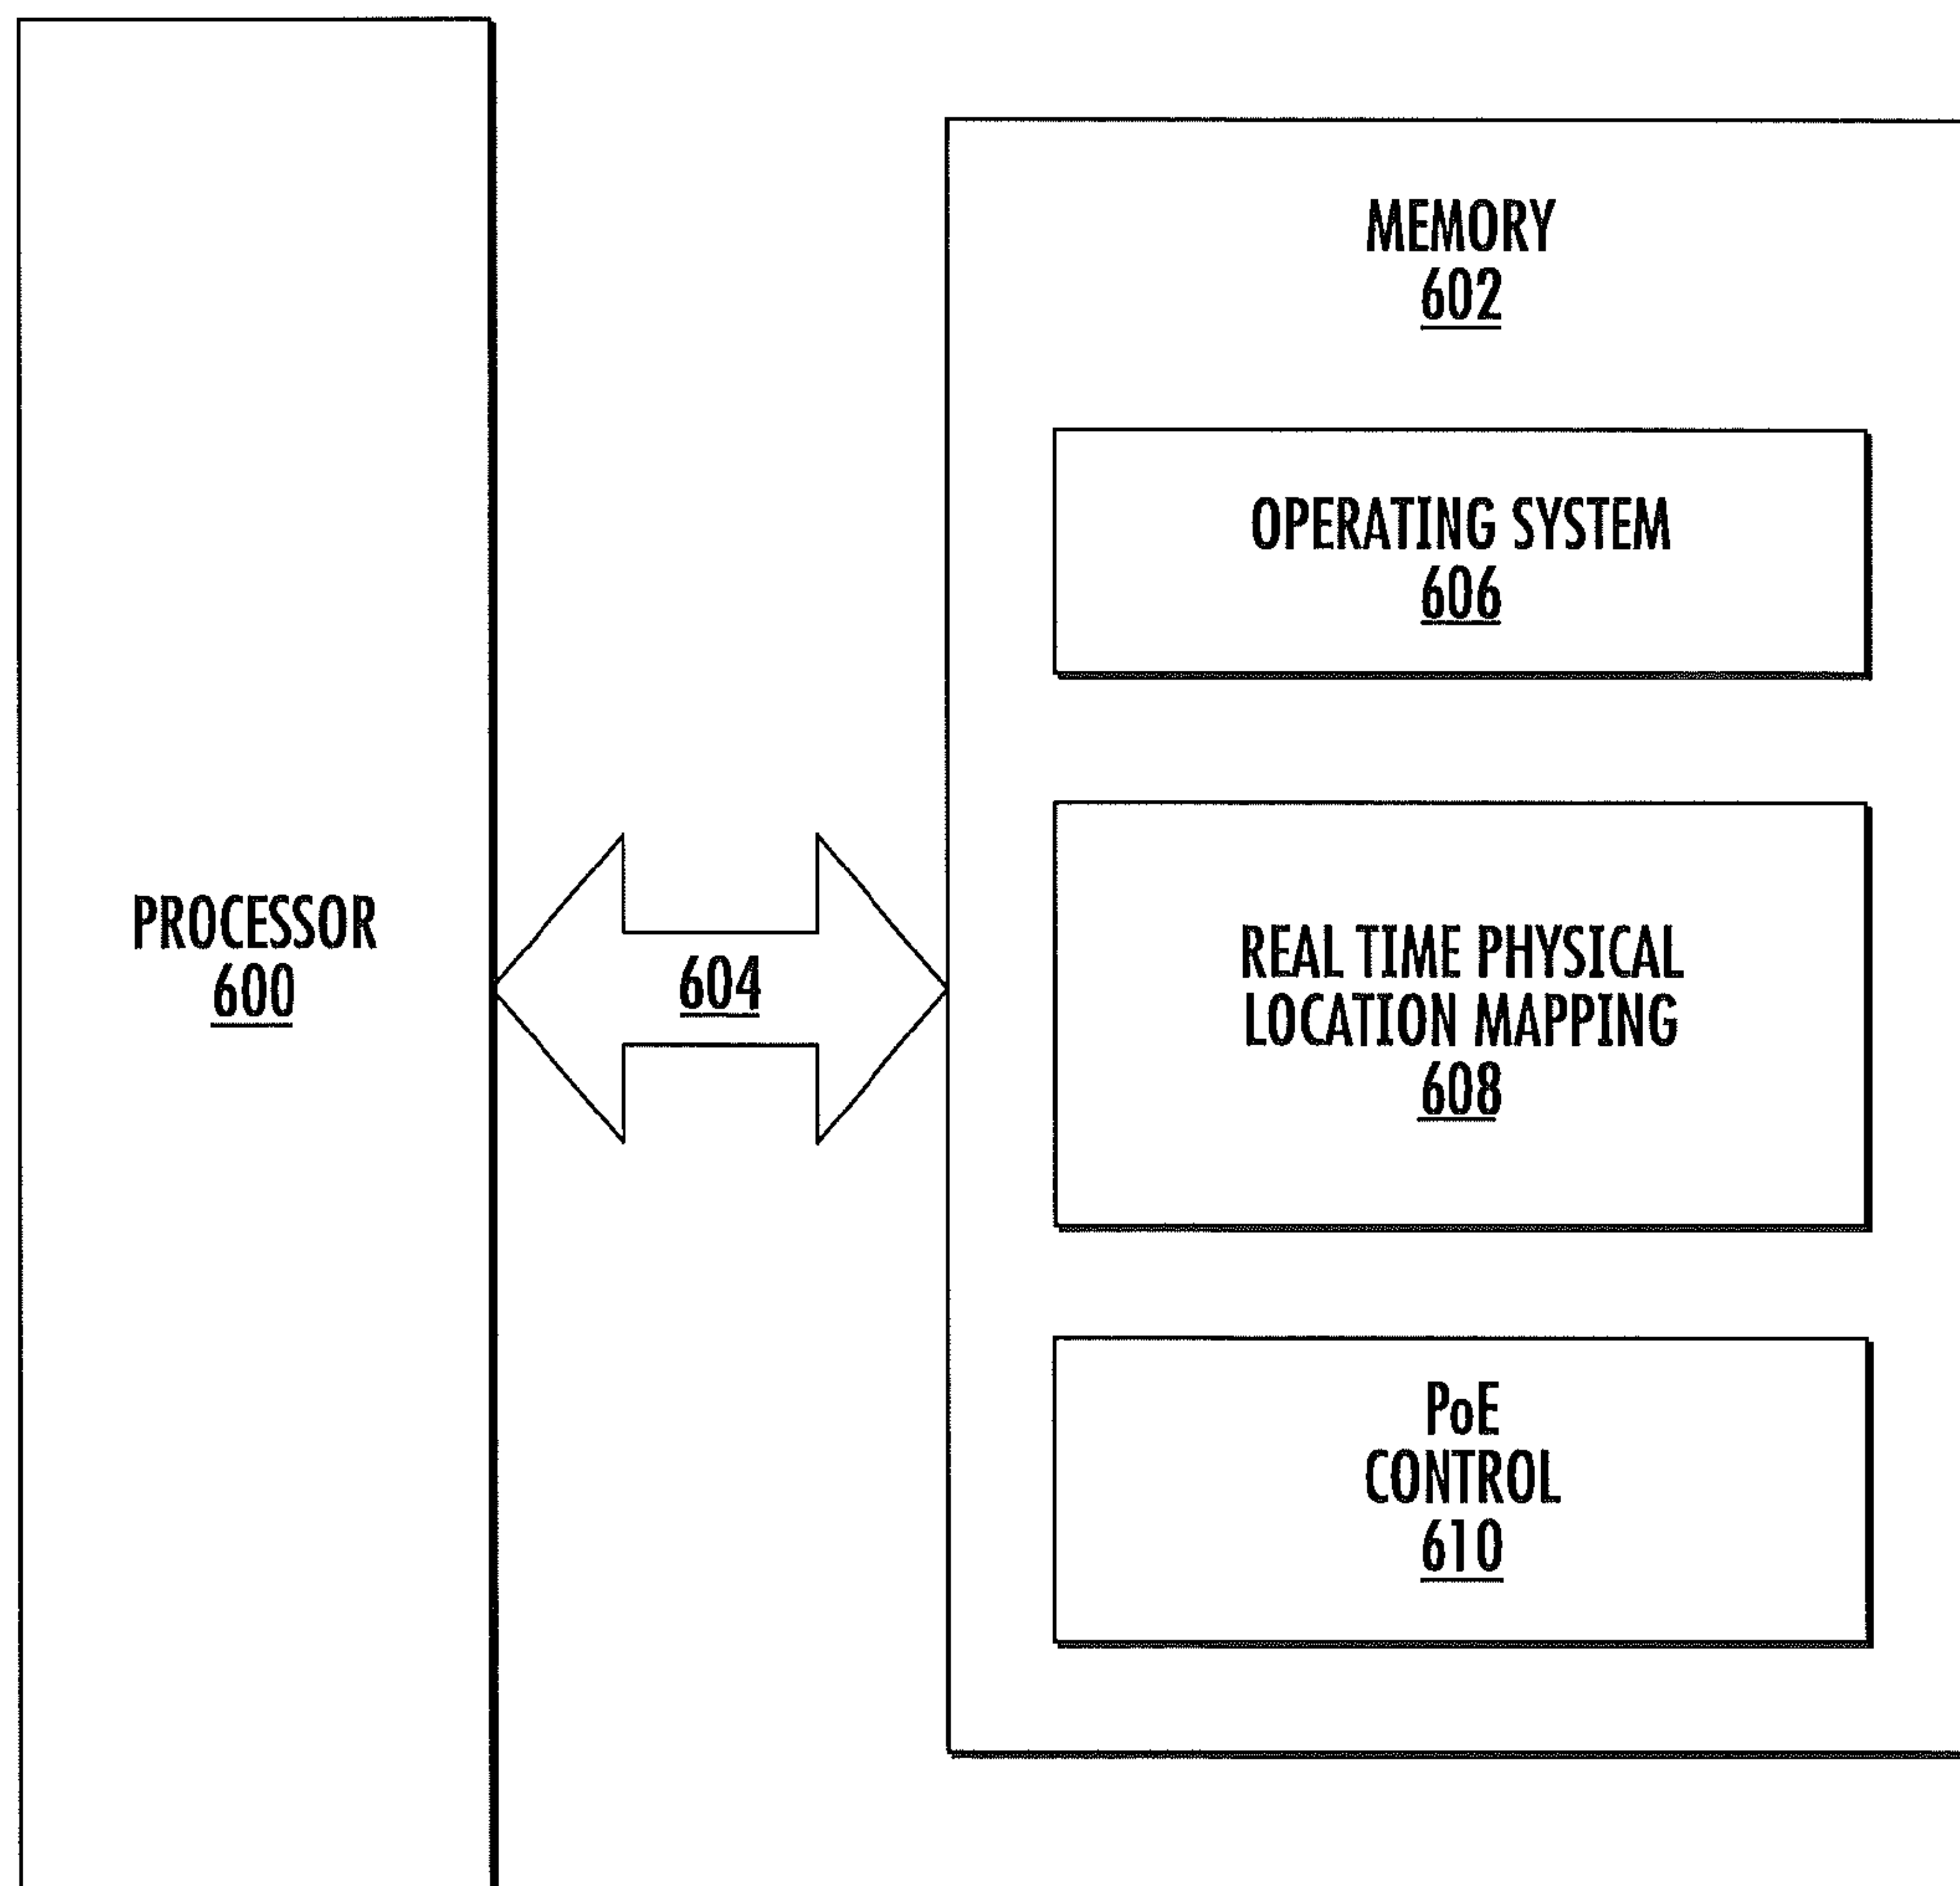 PROCESSOR
600
604
MEMORY
602
OPERATING SYSTEM
606
REAL TIME PHYSICAL
LOCATION MAPPING
608
PoE
CONTROL
610